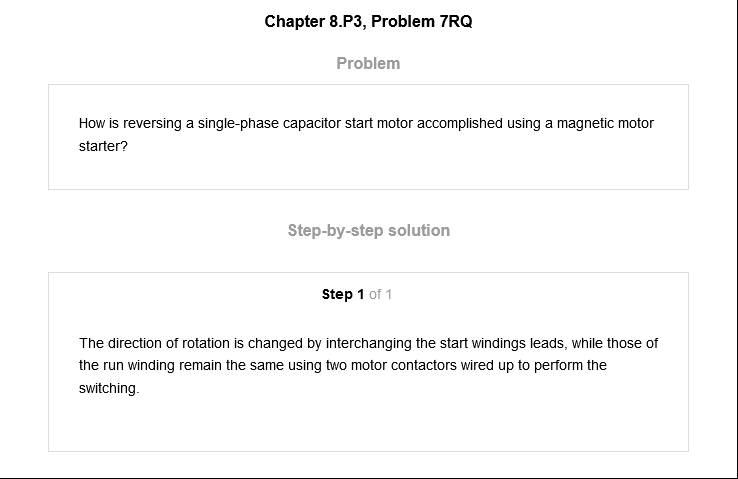 Chapter 8.P3, Problem 7RQ
Problem
How is reversing a single-phase capacitor start motor accomplished using a magnetic motor
starter?
Step-by-step solution
Step 1 of 1
The direction of rotation is changed by interchanging the start windings leads, while those of
the run winding remain the same using two motor contactors wired up to perform the
switching.